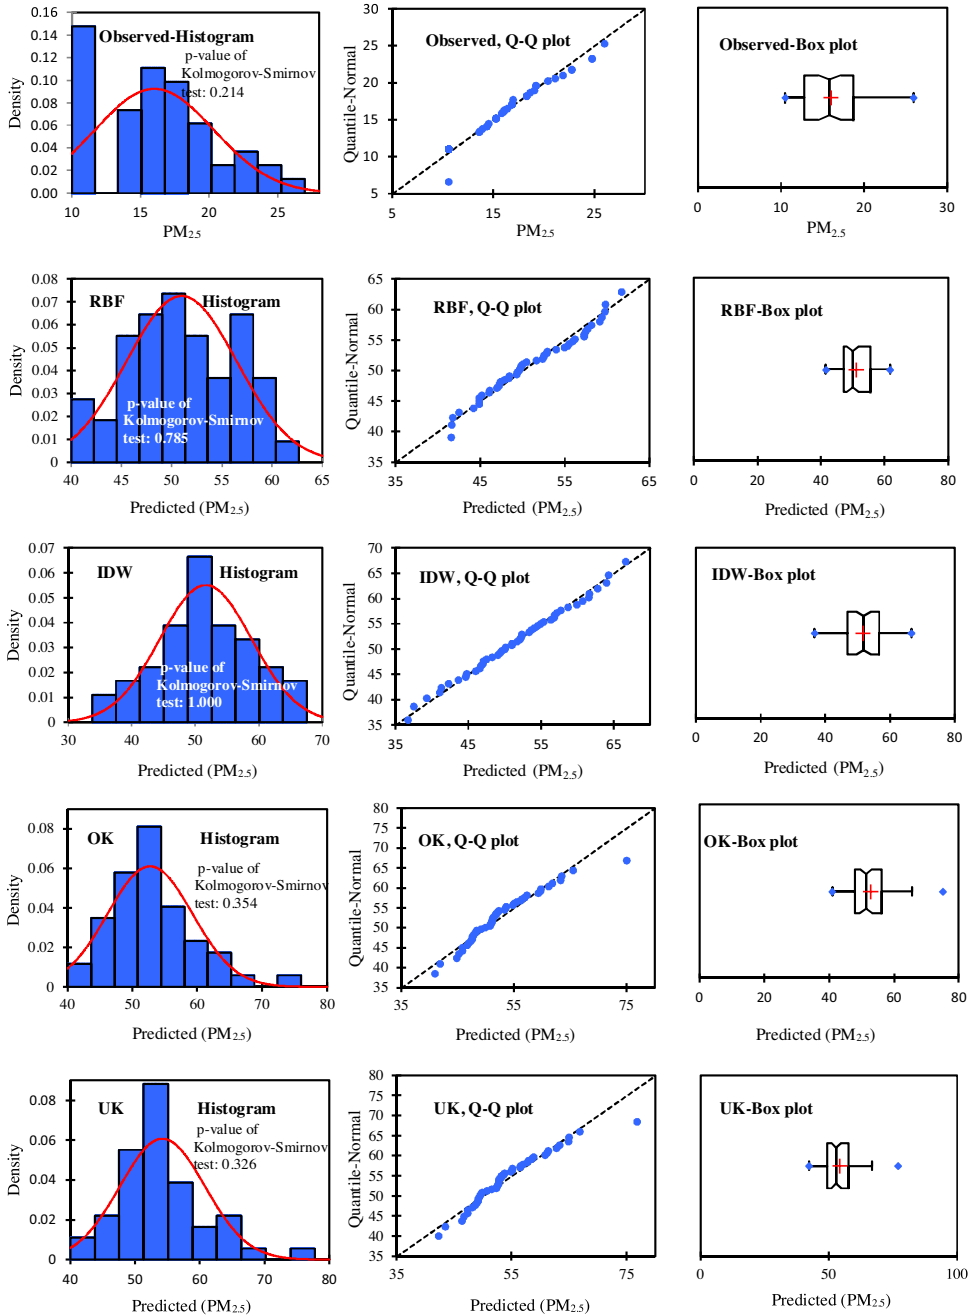 Observed-Histogram
p-value of
Kolmogorov-Smirnov
test: 0.214
Density
0.16
0.14
0.12
0.10
0.08
0.06
0.04
0.02
0.00
10 15 20 25
PM2.5
Observed, Q-Q plot
Quantile-Normal
30
25
20
15
10
5
5 15 25
PM2.5
Observed-Box plot
0 10 20 30
PM2.5
RBF Histogram
p-value of
Kolmogorov-Smirnov
test: 0.785
Density
0.08
0.07
0.06
0.05
0.04
0.03
0.02
0.01
0
40 45 50 55 60 65
Predicted (PM2.5)
RBF, Q-Q plot
Quantile-Normal
65
60
55
50
45
40
35
35 45 55 65
Predicted (PM2.5)
RBF-Box plot
0 20 40 60 80
Predicted (PM2.5)
IDW Histogram
p-value of
Kolmogorov-Smirnov
test: 1.000
Density
0.07
0.06
0.05
0.04
0.03
0.02
0.01
0
30 40 50 60 70
Predicted (PM2.5)
IDW, Q-Q plot
Quantile-Normal
70
65
60
55
50
45
40
35
35 45 55 65
Predicted (PM2.5)
IDW-Box plot
0 20 40 60 80
Predicted (PM2.5)
OK Histogram
p-value of
Kolmogorov-Smirnov
test: 0.354
Density
0.08
0.06
0.04
0.02
0
40 50 60 70 80
Predicted (PM2.5)
OK, Q-Q plot
Quantile-Normal
80
75
70
65
60
55
50
45
40
35
35 55 75
Predicted (PM2.5)
OK-Box plot
0 20 40 60 80
Predicted (PM2.5)
UK Histogram
p-value of
Kolmogorov-Smirnov
test: 0.326
Density
0.08
0.06
0.04
0.02
0
40 50 60 70 80
Predicted (PM2.5)
UK, Q-Q plot
Quantile-Normal
80
75
70
65
60
55
50
45
40
35
35 55 75
Predicted (PM2.5)
UK-Box plot
0 50 100
Predicted (PM2.5)